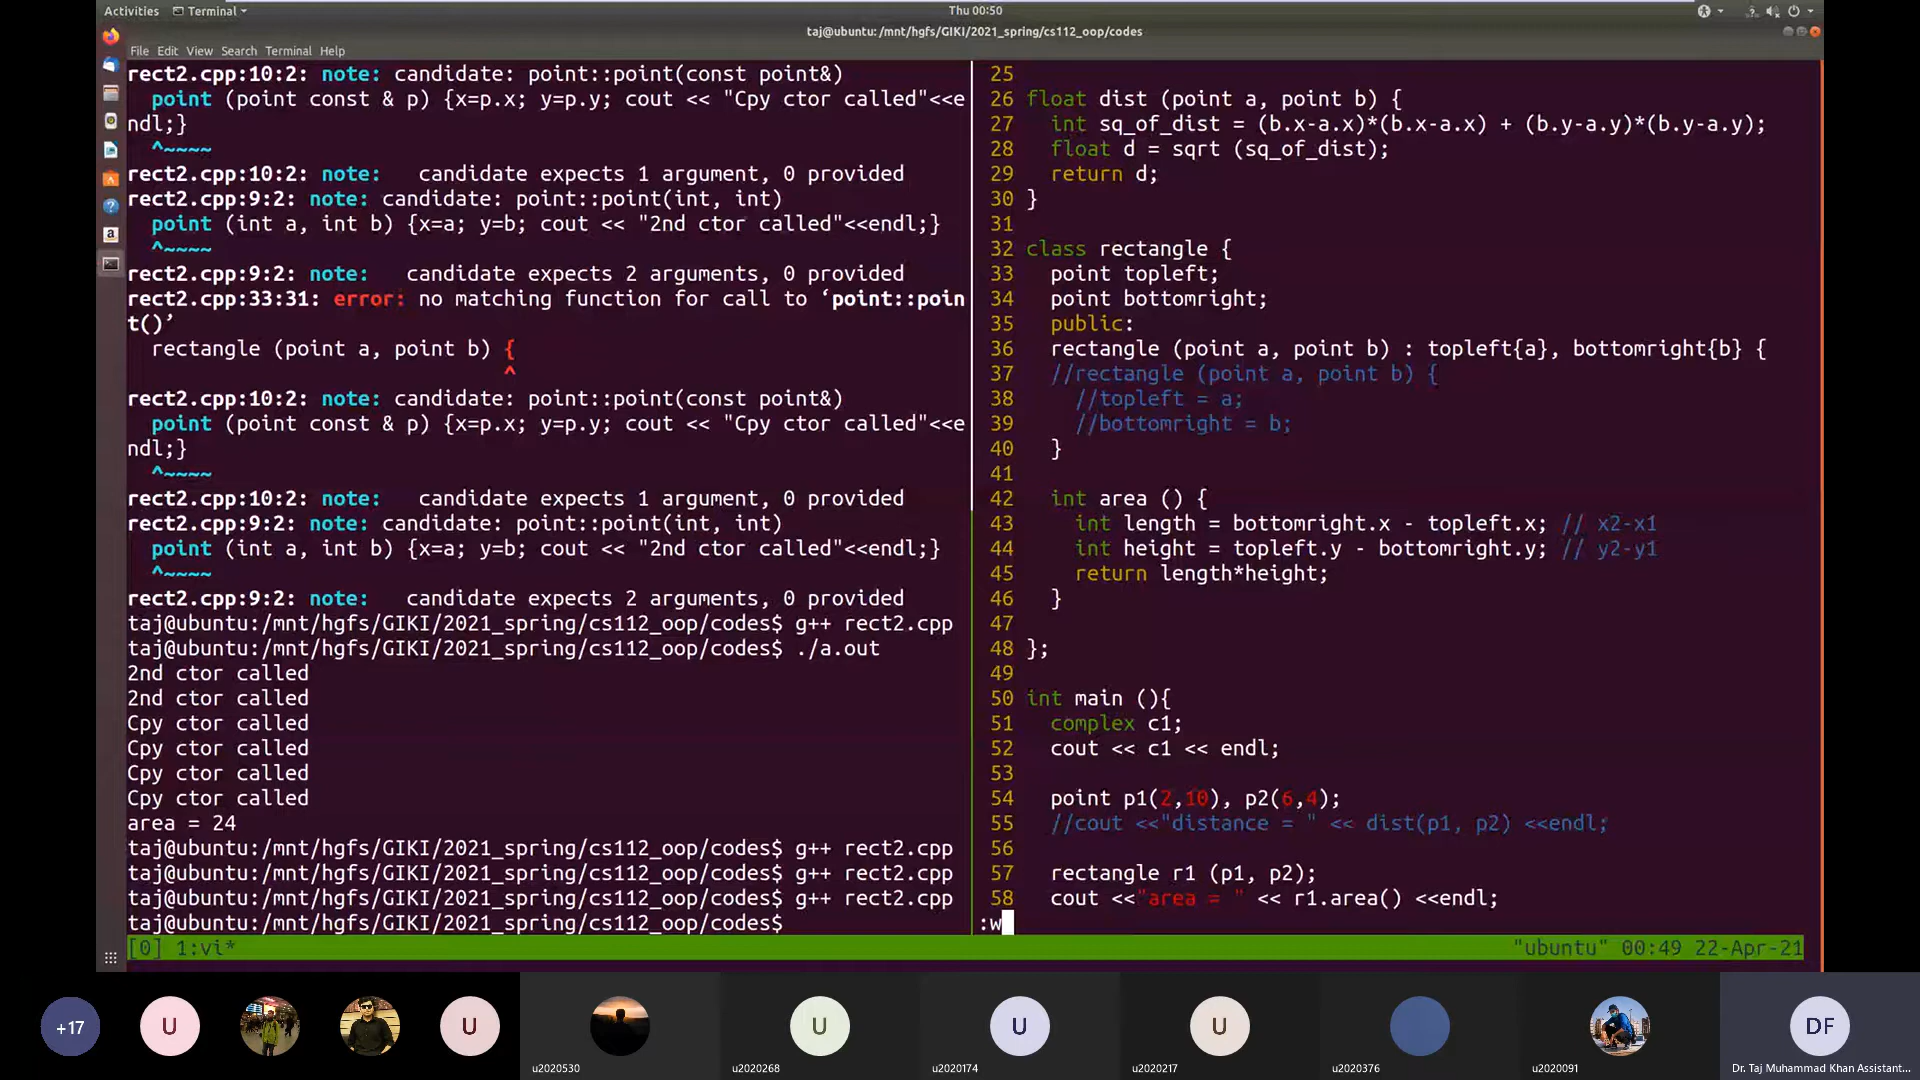 Activities Terminal Thu 00:50
taj@ubuntu: /mnt/hgfs/GIKI/2021_spring/cs112_oop/codes
File Edit View Search Terminal Help
rect2.cpp:10:2: note: candidate: point::point(const point&)
point (point const & p) {x=p.x; y=p.y; cout << "Cpy ctor called"<<e
ndl;}
^~~~~
rect2.cpp:10:2: note:   candidate expects 1 argument, 0 provided
rect2.cpp:9:2: note: candidate: point::point(int, int)
point (int a, int b) {x=a; y=b; cout << "2nd ctor called"<<endl;}
^~~~~
rect2.cpp:9:2: note:   candidate expects 2 arguments, 0 provided
rect2.cpp:33:31: error: no matching function for call to ‘point::poin
t()’
rectangle (point a, point b) {
^
rect2.cpp:10:2: note: candidate: point::point(const point&)
point (point const & p) {x=p.x; y=p.y; cout << "Cpy ctor called"<<e
ndl;}
^~~~~
rect2.cpp:10:2: note:   candidate expects 1 argument, 0 provided
rect2.cpp:9:2: note: candidate: point::point(int, int)
point (int a, int b) {x=a; y=b; cout << "2nd ctor called"<<endl;}
^~~~~
rect2.cpp:9:2: note:   candidate expects 2 arguments, 0 provided
taj@ubuntu:/mnt/hgfs/GIKI/2021_spring/cs112_oop/codes$ g++ rect2.cpp
taj@ubuntu:/mnt/hgfs/GIKI/2021_spring/cs112_oop/codes$ ./a.out
2nd ctor called
2nd ctor called
Cpy ctor called
Cpy ctor called
Cpy ctor called
Cpy ctor called
area = 24
taj@ubuntu:/mnt/hgfs/GIKI/2021_spring/cs112_oop/codes$ g++ rect2.cpp
taj@ubuntu:/mnt/hgfs/GIKI/2021_spring/cs112_oop/codes$ g++ rect2.cpp
taj@ubuntu:/mnt/hgfs/GIKI/2021_spring/cs112_oop/codes$ g++ rect2.cpp
taj@ubuntu:/mnt/hgfs/GIKI/2021_spring/cs112_oop/codes$
25
26 float dist (point a, point b) {
27   int sq_of_dist = (b.x-a.x)*(b.x-a.x) + (b.y-a.y)*(b.y-a.y);
28   float d = sqrt (sq_of_dist);
29   return d;
30 }
31
32 class rectangle {
33   point topleft;
34   point bottomright;
35   public:
36   rectangle (point a, point b) : topleft{a}, bottomright{b} {
37   //rectangle (point a, point b) {
38     //topleft = a;
39     //bottomright = b;
40   }
41
42   int area () {
43     int length = bottomright.x - topleft.x; // x2-x1
44     int height = topleft.y - bottomright.y; // y2-y1
45     return length*height;
46   }
47
48 };
49
50 int main (){
51   complex c1;
52   cout << c1 << endl;
53
54   point p1(2,10), p2(6,4);
55   //cout <<"distance = " << dist(p1, p2) <<endl;
56
57   rectangle r1 (p1, p2);
58   cout <<"area = " << r1.area() <<endl;
:w
[0] 1:vi* "ubuntu" 00:49 22-Apr-21
+17 U U U U U DF
u2020530 u2020268 u2020174 u2020217 u2020376 u2020091 Dr. Taj Muhammad Khan Assistant...